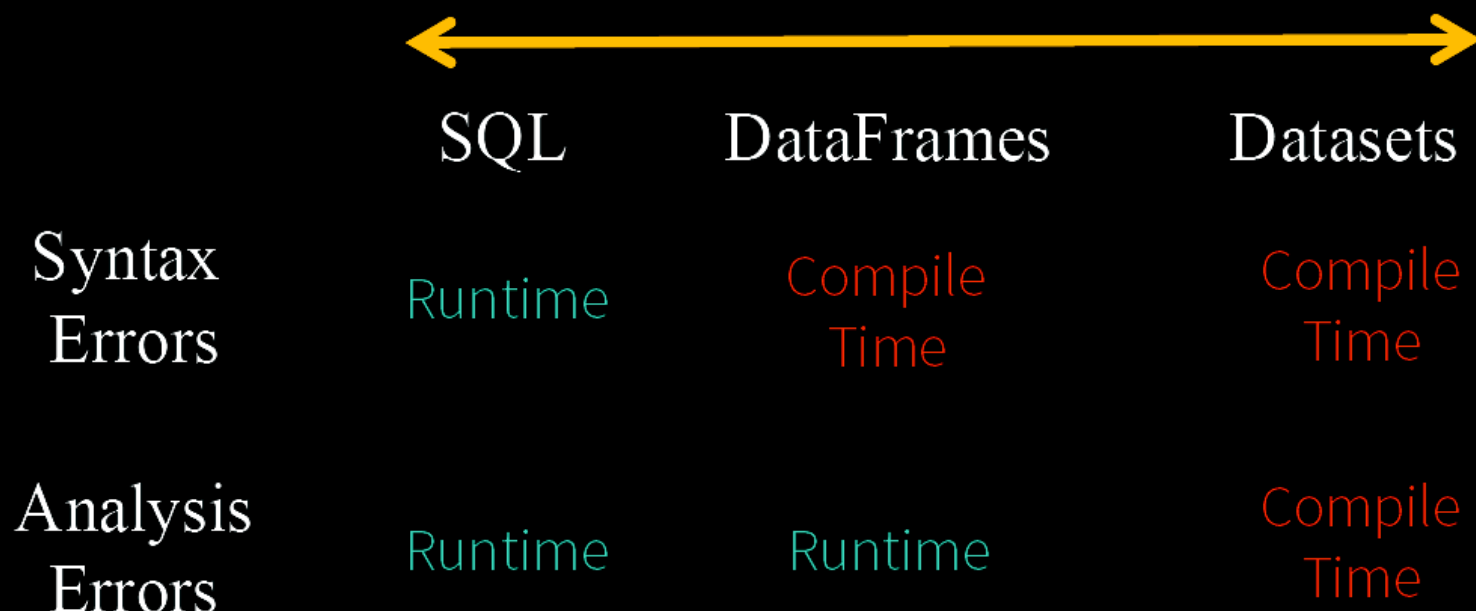 SQL DataFrames Datasets
Syntax
Errors
Runtime
Compile
Time
Compile
Time
Analysis
Errors
Runtime
Runtime
Compile
Time